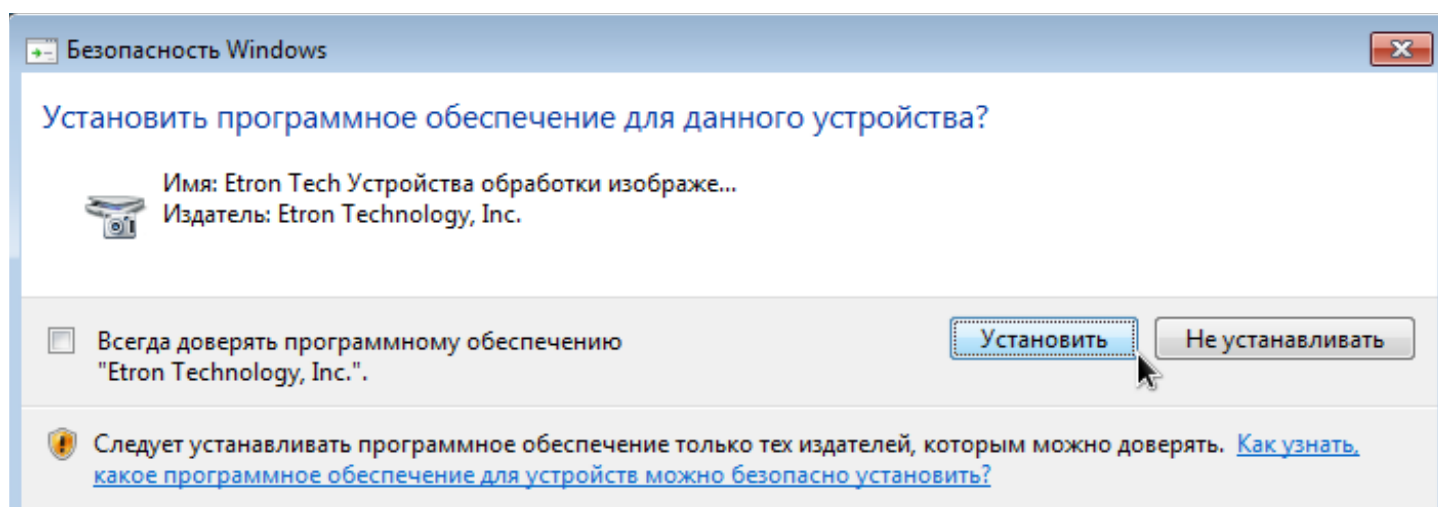 Безопасность Windows
Установить программное обеспечение для данного устройства?
Имя: Etron Tech Устройства обработки изображе...
Издатель: Etron Technology, Inc.
Всегда доверять программному обеспечению
"Etron Technology, Inc.".
Установить
Не устанавливать
Следует устанавливать программное обеспечение только тех издателей, которым можно доверять. Как узнать,
какое программное обеспечение для устройств можно безопасно установить?